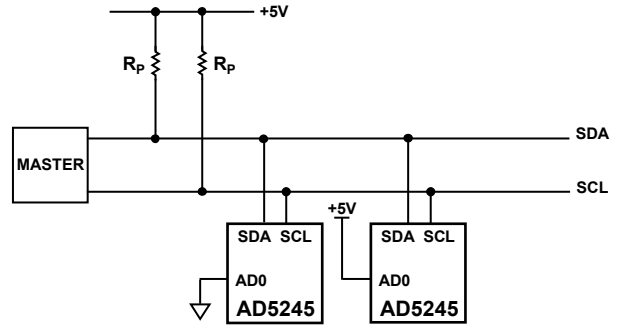 +5V
RP RP
SDA
MASTER
SCL
+5V
SDA SCL SDA SCL
AD0 AD0
AD5245 AD5245